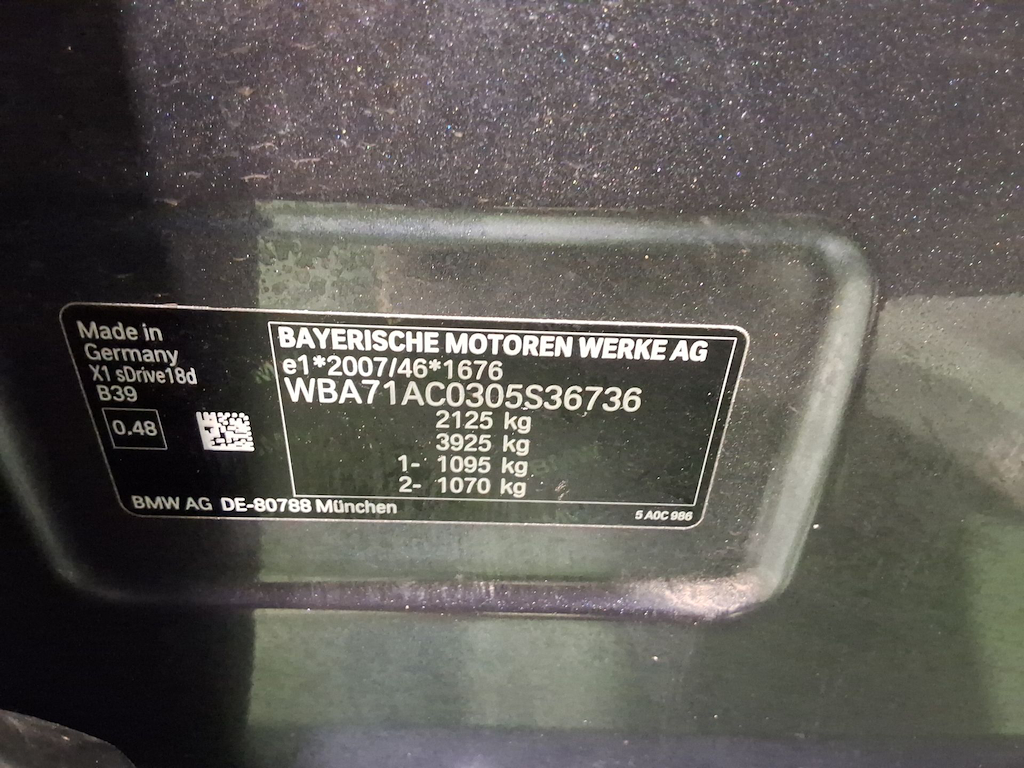 Made in
Germany
X1 sDrive18d
B39
0.48
BAYERISCHE MOTOREN WERKE AG
e1*2007/46*1676
WBA71AC0305S36736
2125 kg
3925 kg
1- 1095 kg
2- 1070 kg
BMW AG DE-80788 München
5 A0C 986